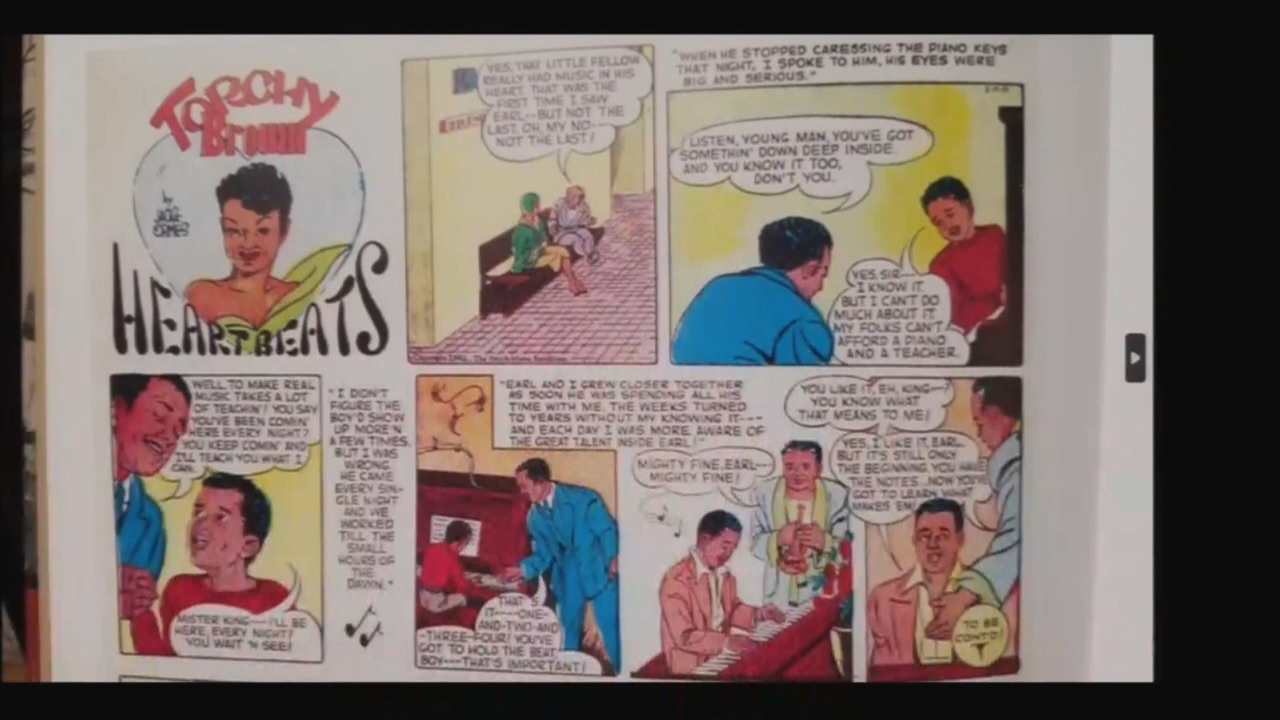 TORCHY
Brown
by
JACKIE
ORMES
HEARTBEATS
YES, THAT LITTLE FELLOW
REALLY HAD MUSIC IN HIS
HEART. THAT WAS THE
FIRST TIME I SAW
EARL--BUT NOT THE
LAST. OH, MY NO--
NOT THE LAST!
"WHEN HE STOPPED CARESSING THE PIANO KEYS
THAT NIGHT, I SPOKE TO HIM, HIS EYES WERE
BIG AND SERIOUS."
LISTEN, YOUNG MAN, YOU'VE GOT
SOMETHIN' DOWN DEEP INSIDE
AND YOU KNOW IT TOO,
DON'T YOU.
YES, SIR--
I KNOW IT.
BUT I CAN'T DO
MUCH ABOUT IT.
MY FOLKS CAN'T
AFFORD A PIANO
AND A TEACHER.
WELL, TO MAKE REAL
MUSIC TAKES A LOT
OF TEACHIN'! YOU SAY
YOU'VE BEEN COMIN'
HERE EVERY NIGHT?
YOU KEEP COMIN' AND
I'LL TEACH YOU WHAT I
CAN.
MISTER KING---I'LL BE
HERE, EVERY NIGHT!
YOU WAIT 'N SEE!
"I DIDN'T
FIGURE THE
BOY'D SHOW
UP MORE'N
A FEW TIMES,
BUT I WAS
WRONG.
HE CAME
EVERY SIN-
GLE NIGHT
AND WE
WORKED
TILL THE
SMALL
HOURS OF
THE
DAWN."
"EARL AND I GREW CLOSER TOGETHER
AS SOON HE WAS SPENDING ALL HIS
TIME WITH ME. THE WEEKS TURNED
TO YEARS WITHOUT MY KNOWING IT---
AND EACH DAY I WAS MORE AWARE OF
THE GREAT TALENT INSIDE EARL!"
THAT'S
IT----ONE-
AND-TWO-AND
-THREE-FOUR! YOU'VE
GOT TO HOLD THE BEAT,
BOY---THAT'S IMPORTANT!
MIGHTY FINE, EARL--
MIGHTY FINE!
YOU LIKE IT, EH, KING--
YOU KNOW WHAT
THAT MEANS TO ME!
YES, I LIKE IT, EARL.
BUT IT'S STILL ONLY
THE BEGINNING. YOU HAVE
THE NOTES...NOW YOU'VE
GOT TO LEARN WHAT
MAKES 'EM!
TO BE
CONT'D!